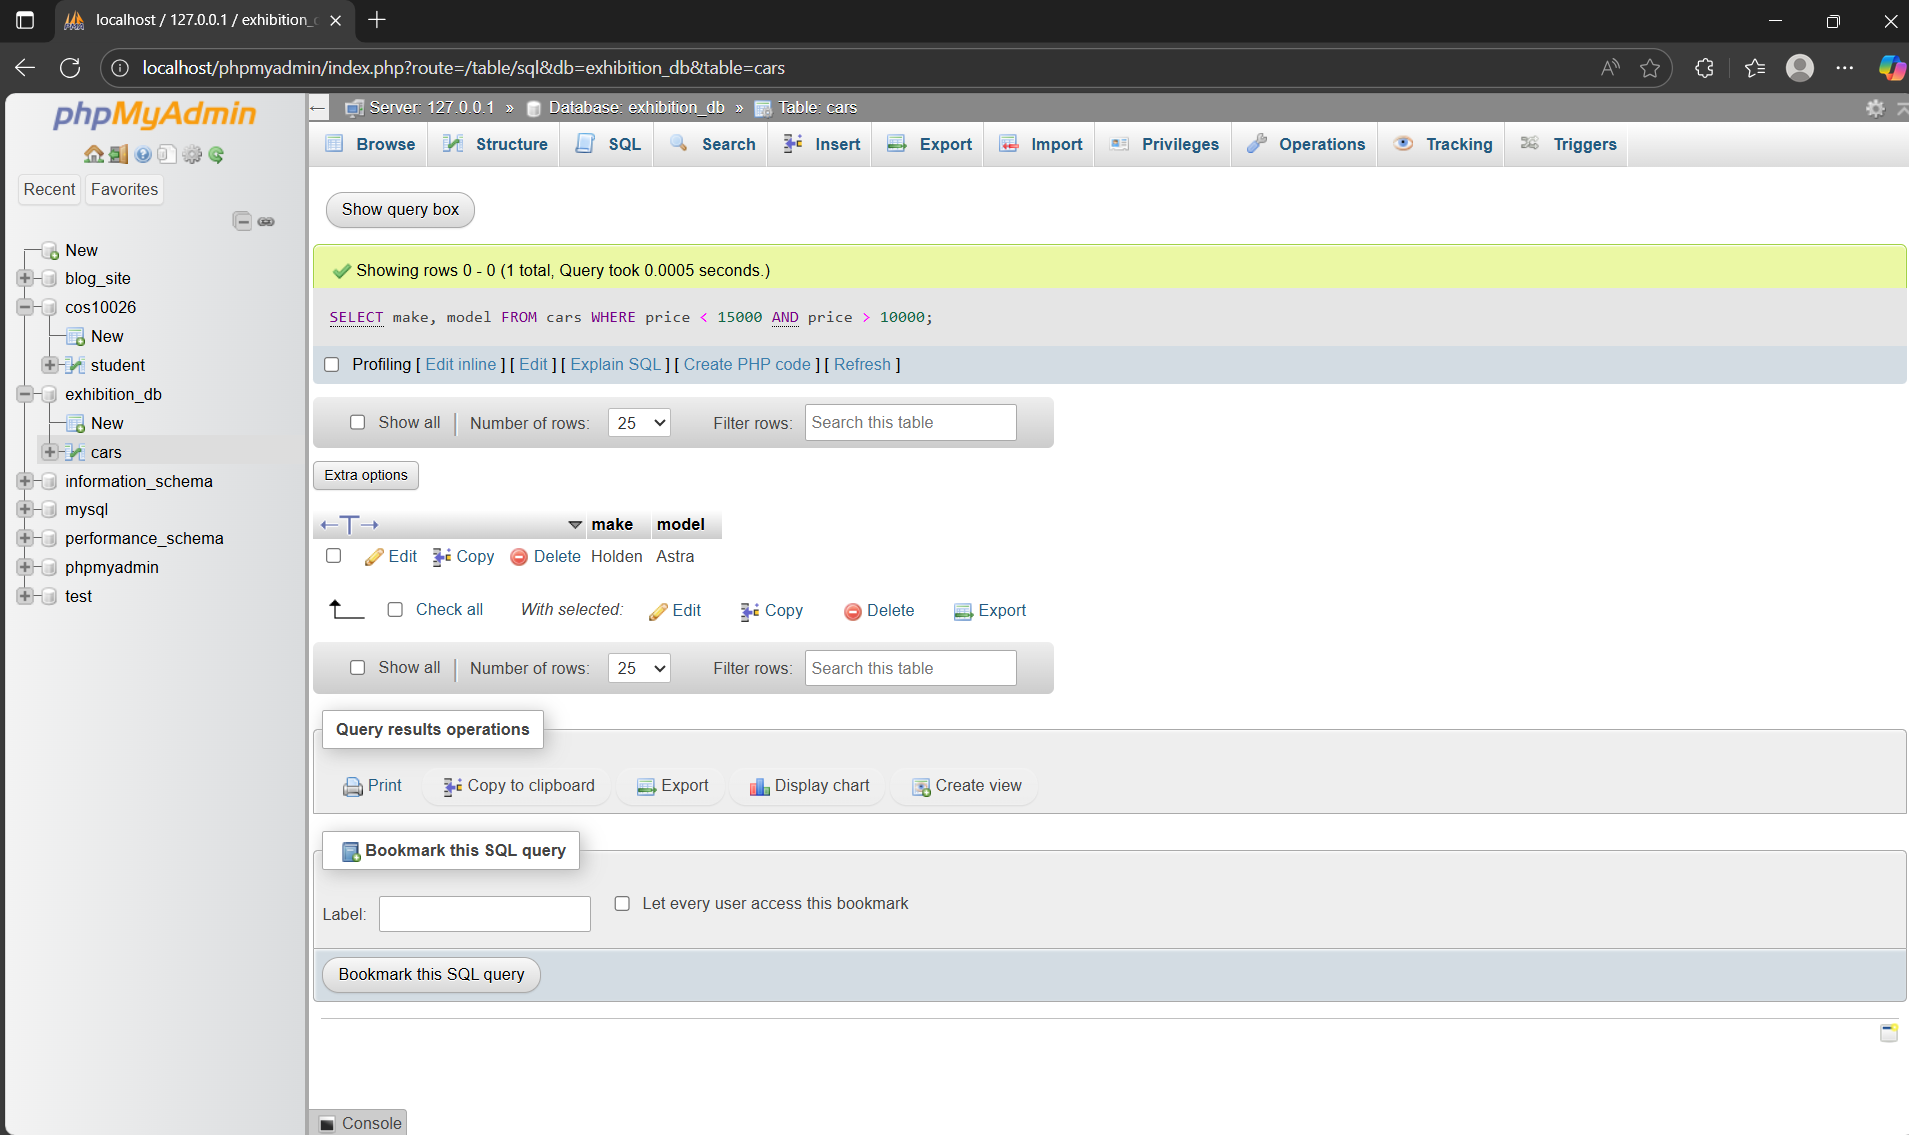 localhost / 127.0.0.1 / exhibition_
localhost/phpmyadmin/index.php?route=/table/sql&db=exhibition_db&table=cars
phpMyAdmin
Recent Favorites
New
blog_site
cos10026
New
student
exhibition_db
New
cars
information_schema
mysql
performance_schema
phpmyadmin
test
Server: 127.0.0.1 » Database: exhibition_db » Table: cars
Browse Structure SQL Search Insert Export Import Privileges Operations Tracking Triggers
Show query box
Showing rows 0 - 0 (1 total, Query took 0.0005 seconds.)
SELECT make, model FROM cars WHERE price < 15000 AND price > 10000;
Profiling [ Edit inline ] [ Edit ] [ Explain SQL ] [ Create PHP code ] [ Refresh ]
Show all Number of rows: 25 Filter rows: Search this table
Extra options
make model
Edit Copy Delete Holden Astra
Check all With selected: Edit Copy Delete Export
Show all Number of rows: 25 Filter rows: Search this table
Query results operations
Print Copy to clipboard Export Display chart Create view
Bookmark this SQL query
Label: Let every user access this bookmark
Bookmark this SQL query
Console